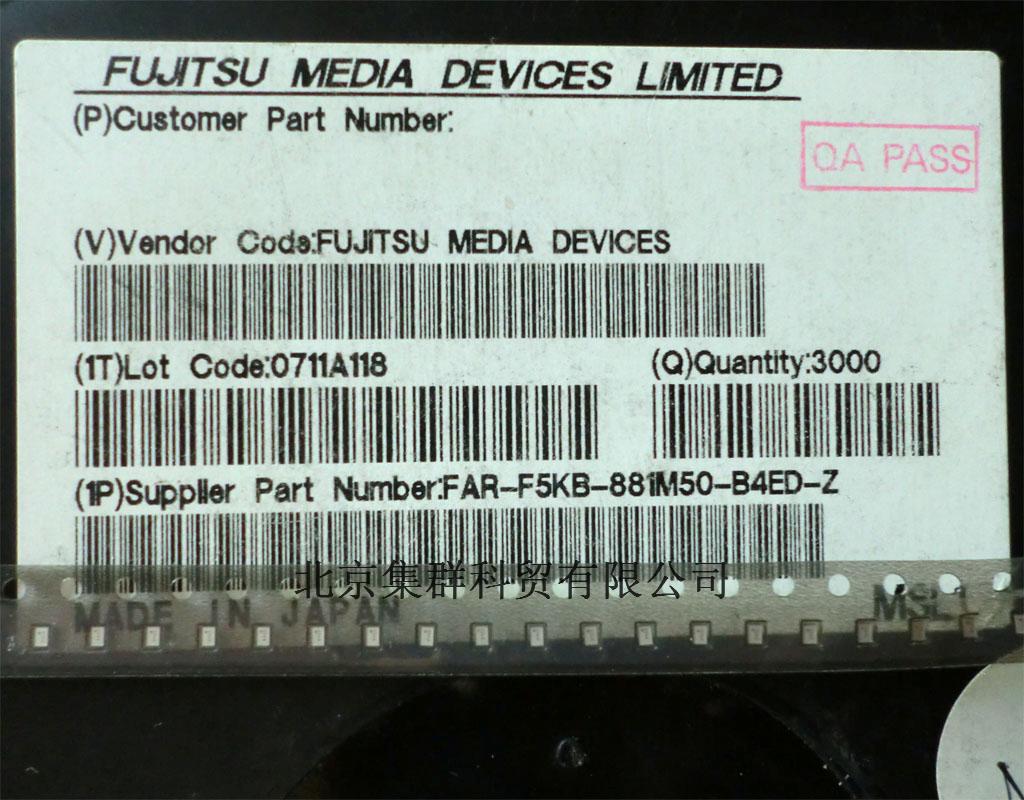 FUJITSU MEDIA DEVICES LIMITED
(P)Customer Part Number:
QA PASS
(V)Vendor Code:FUJITSU MEDIA DEVICES
(1T)Lot Code:0711A118
(Q)Quantity:3000
(1P)Supplier Part Number:FAR-F5KB-881M50-B4ED-Z
北京集群科贸有限公司
MADE IN JAPAN